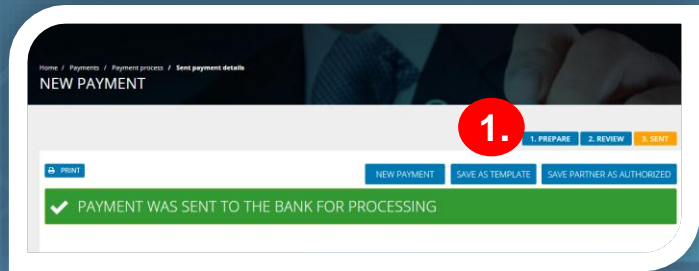 Home / Payments / Payment process / Sent payment details
NEW PAYMENT
1.
1. PREPARE 2. REVIEW 3. SENT
PRINT
NEW PAYMENT SAVE AS TEMPLATE SAVE PARTNER AS AUTHORIZED
PAYMENT WAS SENT TO THE BANK FOR PROCESSING